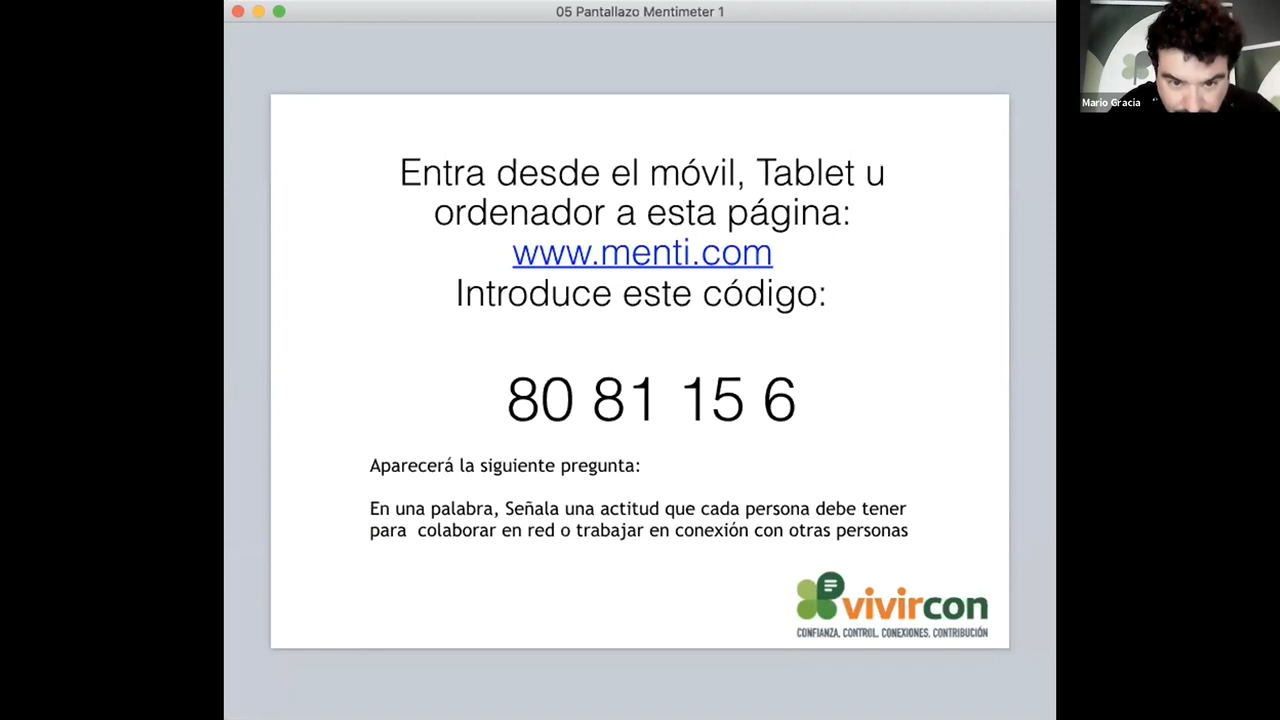 05 Pantallazo Mentimeter 1
Mario Gracia
Entra desde el móvil, Tablet u
ordenador a esta página:
www.menti.com
Introduce este código:
80 81 15 6
Aparecerá la siguiente pregunta:
En una palabra, Señala una actitud que cada persona debe tener
para  colaborar en red o trabajar en conexión con otras personas
vivircon
CONFIANZA. CONTROL. CONEXIONES. CONTRIBUCIÓN